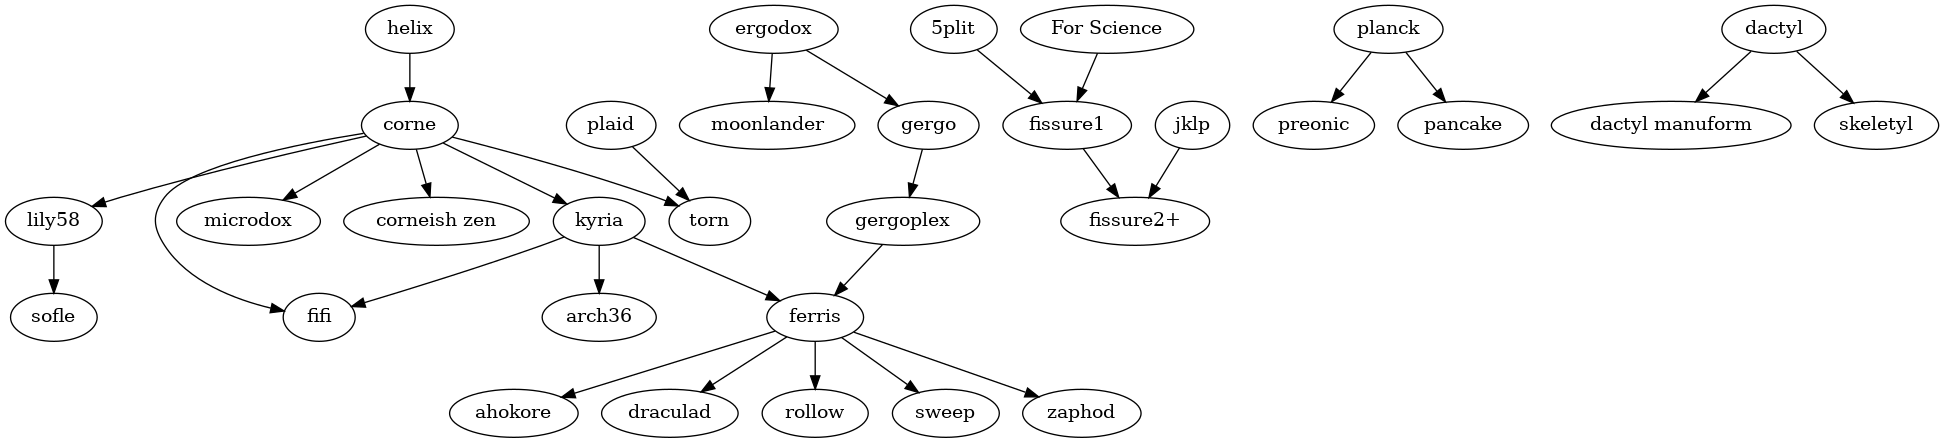 helix
ergodox
5plit
For Science
planck
dactyl
corne
plaid
moonlander
gergo
fissure1
jklp
preonic
pancake
dactyl manuform
skeletyl
lily58
microdox
corneish zen
kyria
torn
gergoplex
fissure2+
sofle
fifi
arch36
ferris
ahokore
draculad
rollow
sweep
zaphod